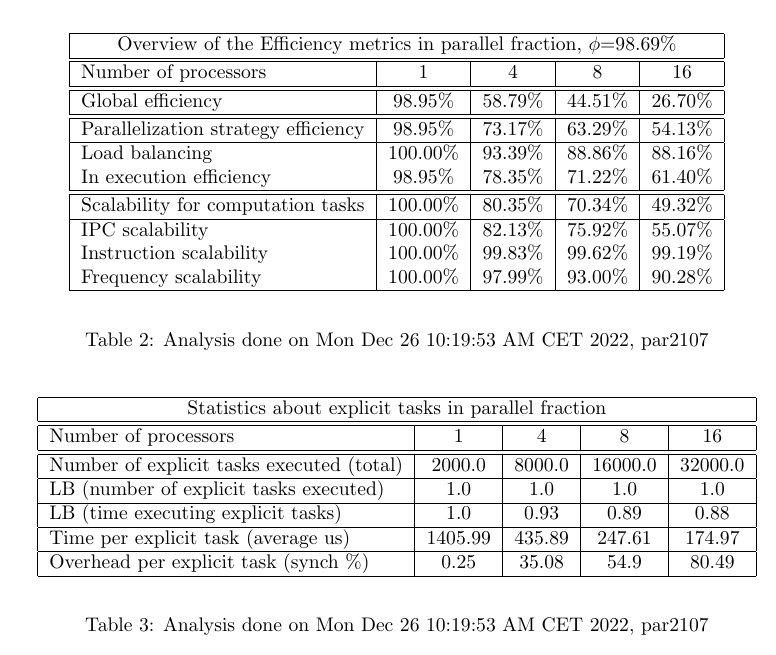 Overview of the Efficiency metrics in parallel fraction, ϕ=98.69%
Number of processors 1 4 8 16
Global efficiency 98.95% 58.79% 44.51% 26.70%
Parallelization strategy efficiency 98.95% 73.17% 63.29% 54.13%
Load balancing 100.00% 93.39% 88.86% 88.16%
In execution efficiency 98.95% 78.35% 71.22% 61.40%
Scalability for computation tasks 100.00% 80.35% 70.34% 49.32%
IPC scalability 100.00% 82.13% 75.92% 55.07%
Instruction scalability 100.00% 99.83% 99.62% 99.19%
Frequency scalability 100.00% 97.99% 93.00% 90.28%
Table 2: Analysis done on Mon Dec 26 10:19:53 AM CET 2022, par2107
Statistics about explicit tasks in parallel fraction
Number of processors 1 4 8 16
Number of explicit tasks executed (total) 2000.0 8000.0 16000.0 32000.0
LB (number of explicit tasks executed) 1.0 1.0 1.0 1.0
LB (time executing explicit tasks) 1.0 0.93 0.89 0.88
Time per explicit task (average us) 1405.99 435.89 247.61 174.97
Overhead per explicit task (synch %) 0.25 35.08 54.9 80.49
Table 3: Analysis done on Mon Dec 26 10:19:53 AM CET 2022, par2107